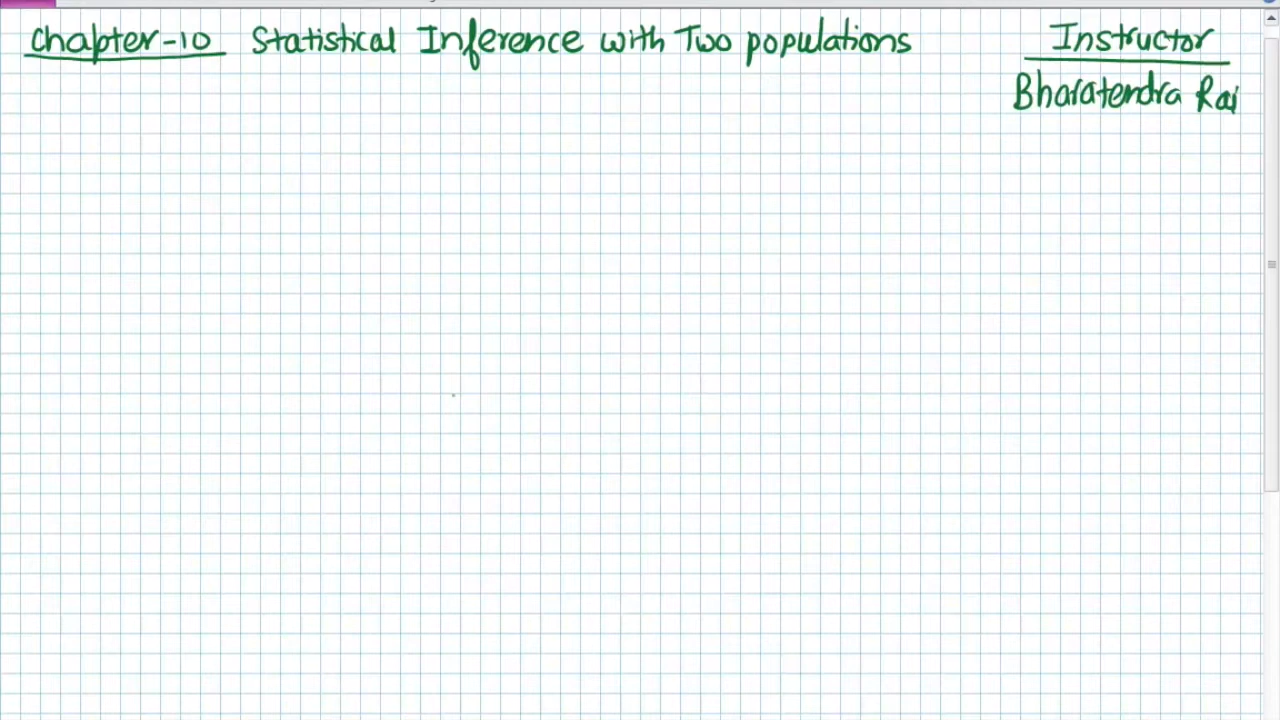 Chapter-10 Statistical Inference with Two populations
Instructor
Bharatendra Rai